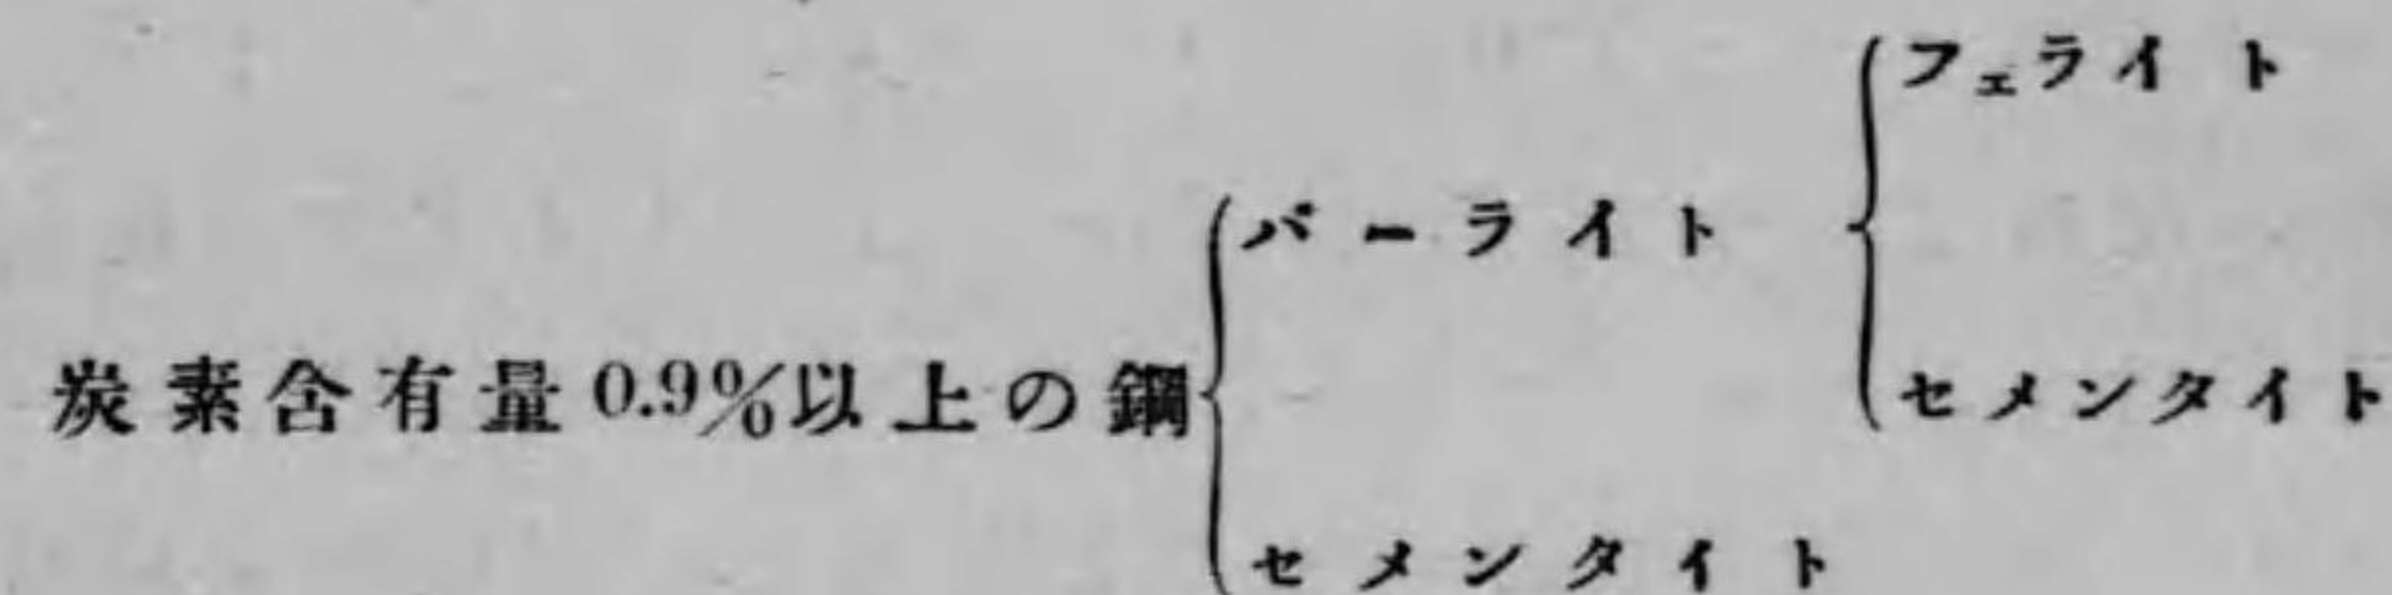 フェライト
パーライト
セメンタイト
炭素含有量0.9%以上の鋼
セメンタイト